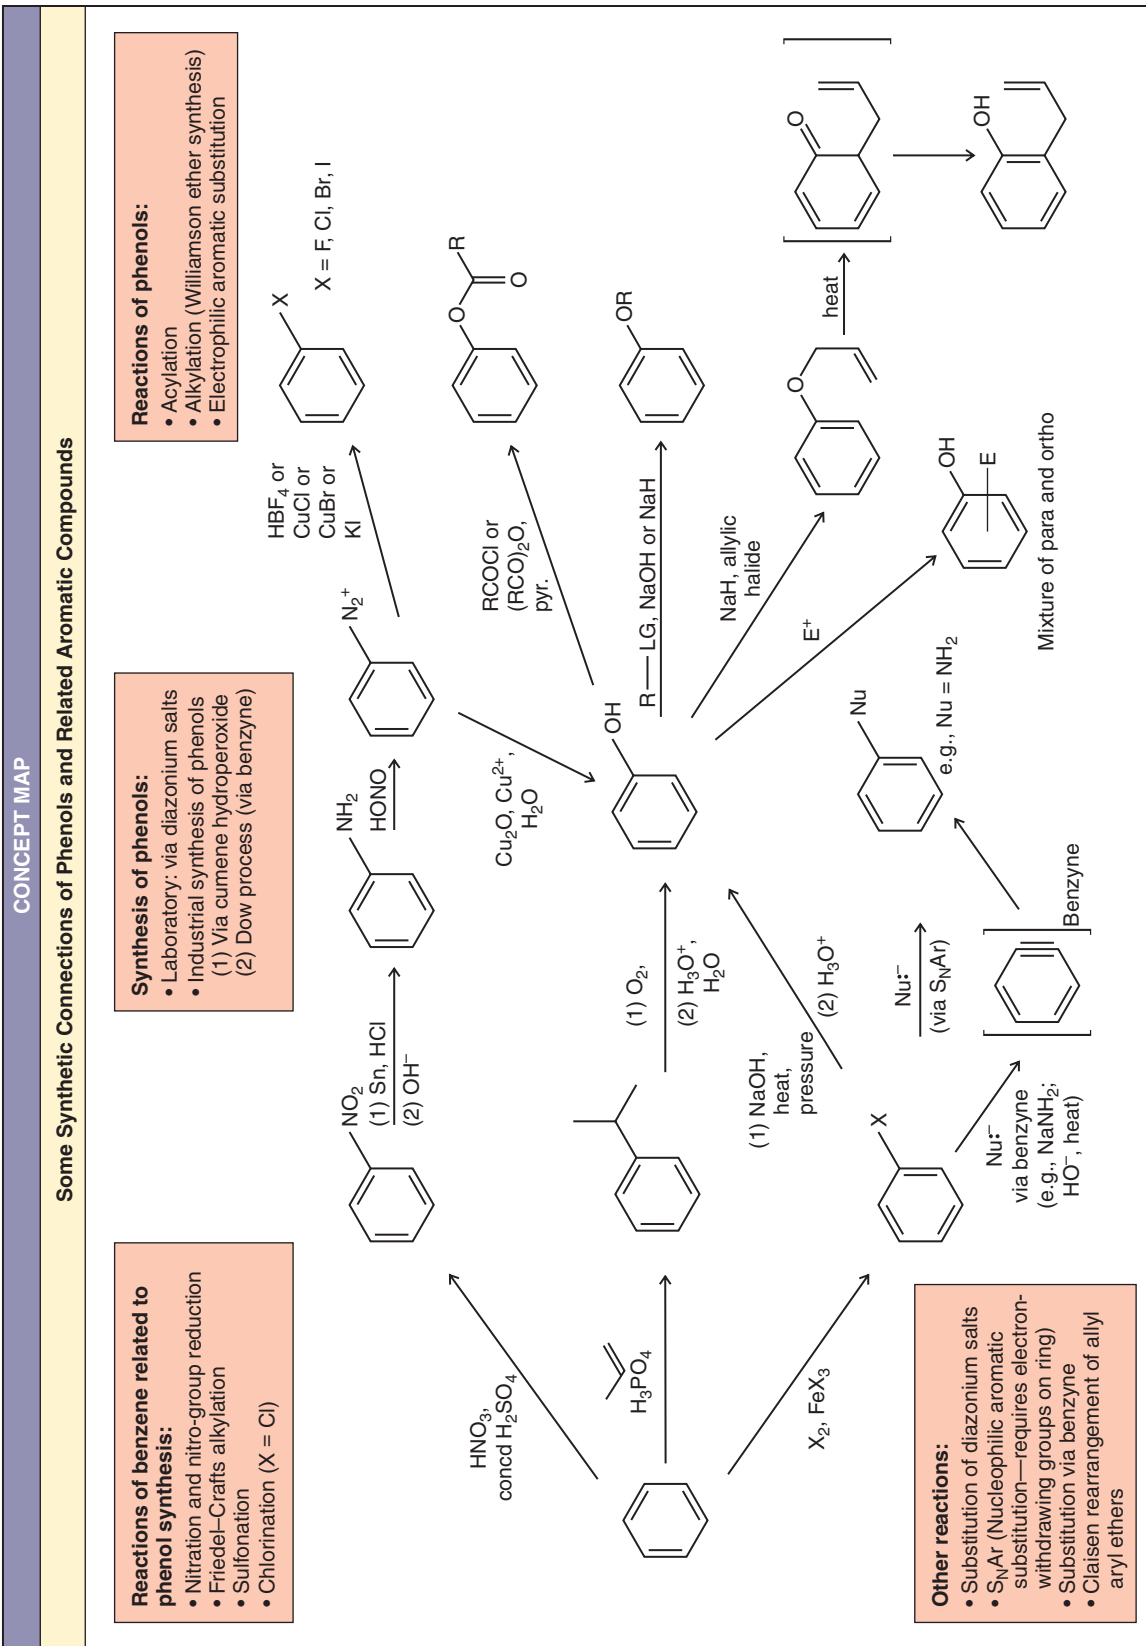 CONCEPT MAP
Some Synthetic Connections of Phenols and Related Aromatic Compounds
Reactions of benzene related to
phenol synthesis:
• Nitration and nitro-group reduction
• Friedel–Crafts alkylation
• Sulfonation
• Chlorination (X = Cl)
Synthesis of phenols:
• Laboratory: via diazonium salts
• Industrial synthesis of phenols
(1) Via cumene hydroperoxide
(2) Dow process (via benzyne)
Reactions of phenols:
• Acylation
• Alkylation (Williamson ether synthesis)
• Electrophilic aromatic substitution
HNO₃,
concd H₂SO₄
NO₂
(1) Sn, HCl
(2) OH⁻
NH₂
HONO
N₂⁺
HBF₄ or
CuCl or
CuBr or
KI
X
X = F, Cl, Br, I
Cu₂O, Cu²⁺,
H₂O
H₃PO₄
(1) O₂,
(2) H₃O⁺,
H₂O
OH
RCOCl or
(RCO)₂O,
pyr.
O
R
O
R—LG, NaOH or NaH
OR
NaH, allylic
halide
O
heat
O
OH
E⁺
OH
E
Mixture of para and ortho
X₂, FeX₃
X
(1) NaOH,
heat,
pressure
(2) H₃O⁺
Nu:⁻
(via SNAr)
Nu
e.g., Nu = NH₂
Nu:⁻
via benzyne
(e.g., NaNH₂;
HO⁻, heat)
Benzyne
Other reactions:
• Substitution of diazonium salts
• SNAr (Nucleophilic aromatic
substitution—requires electron-
withdrawing groups on ring)
• Substitution via benzyne
• Claisen rearrangement of allyl
aryl ethers